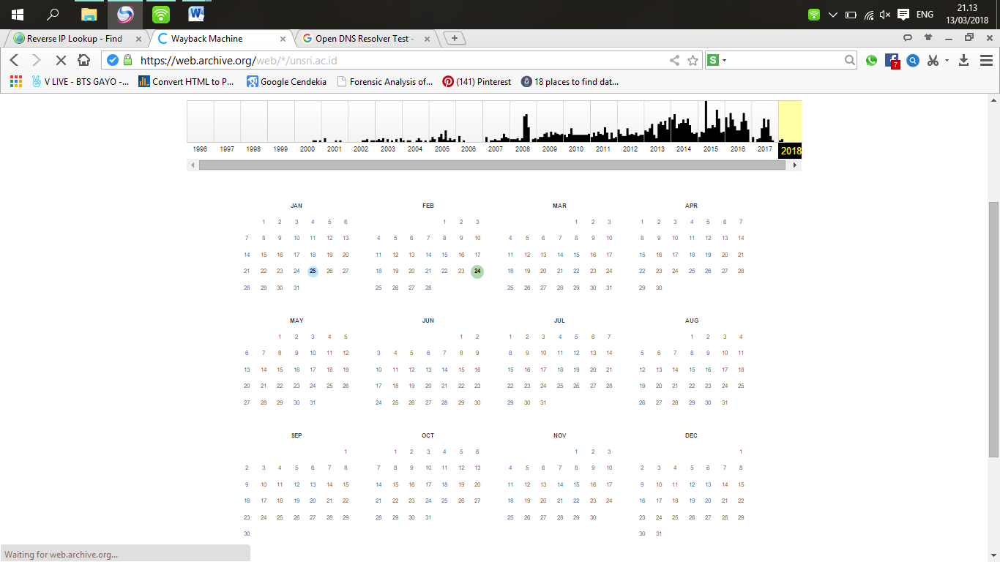 21.13
ENG
13/03/2018
Reverse IP Lookup - Find
Wayback Machine
Open DNS Resolver Test -
https://web.archive.org/web/*/unsri.ac.id
S
7
V LIVE - BTS GAYO -...
Convert HTML to P...
Google Cendekia
Forensic Analysis of...
(141) Pinterest
18 places to find dat...
1996 1997 1998 1999 2000 2001 2002 2003 2004 2005 2006 2007 2008 2009 2010 2011 2012 2013 2014 2015 2016 2017 2018
JAN FEB MAR APR
1 2 3 4 5 6 1 2 3 1 2 3 1 2 3 4 5 6 7
7 8 9 10 11 12 13 4 5 6 7 8 9 10 4 5 6 7 8 9 10 8 9 10 11 12 13 14
14 15 16 17 18 19 20 11 12 13 14 15 16 17 11 12 13 14 15 16 17 15 16 17 18 19 20 21
21 22 23 24 25 26 27 18 19 20 21 22 23 24 18 19 20 21 22 23 24 22 23 24 25 26 27 28
28 29 30 31 25 26 27 28 25 26 27 28 29 30 31 29 30
MAY JUN JUL AUG
1 2 3 4 5 1 2 1 2 3 4 5 6 7 1 2 3 4
6 7 8 9 10 11 12 3 4 5 6 7 8 9 8 9 10 11 12 13 14 5 6 7 8 9 10 11
13 14 15 16 17 18 19 10 11 12 13 14 15 16 15 16 17 18 19 20 21 12 13 14 15 16 17 18
20 21 22 23 24 25 26 17 18 19 20 21 22 23 22 23 24 25 26 27 28 19 20 21 22 23 24 25
27 28 29 30 31 24 25 26 27 28 29 30 29 30 31 26 27 28 29 30 31
SEP OCT NOV DEC
1 1 2 3 4 5 6 1 2 3 1
2 3 4 5 6 7 8 7 8 9 10 11 12 13 4 5 6 7 8 9 10 2 3 4 5 6 7 8
9 10 11 12 13 14 15 14 15 16 17 18 19 20 11 12 13 14 15 16 17 9 10 11 12 13 14 15
16 17 18 19 20 21 22 21 22 23 24 25 26 27 18 19 20 21 22 23 24 16 17 18 19 20 21 22
23 24 25 26 27 28 29 28 29 30 31 25 26 27 28 29 30 23 24 25 26 27 28 29
30 30 31
Waiting for web.archive.org...